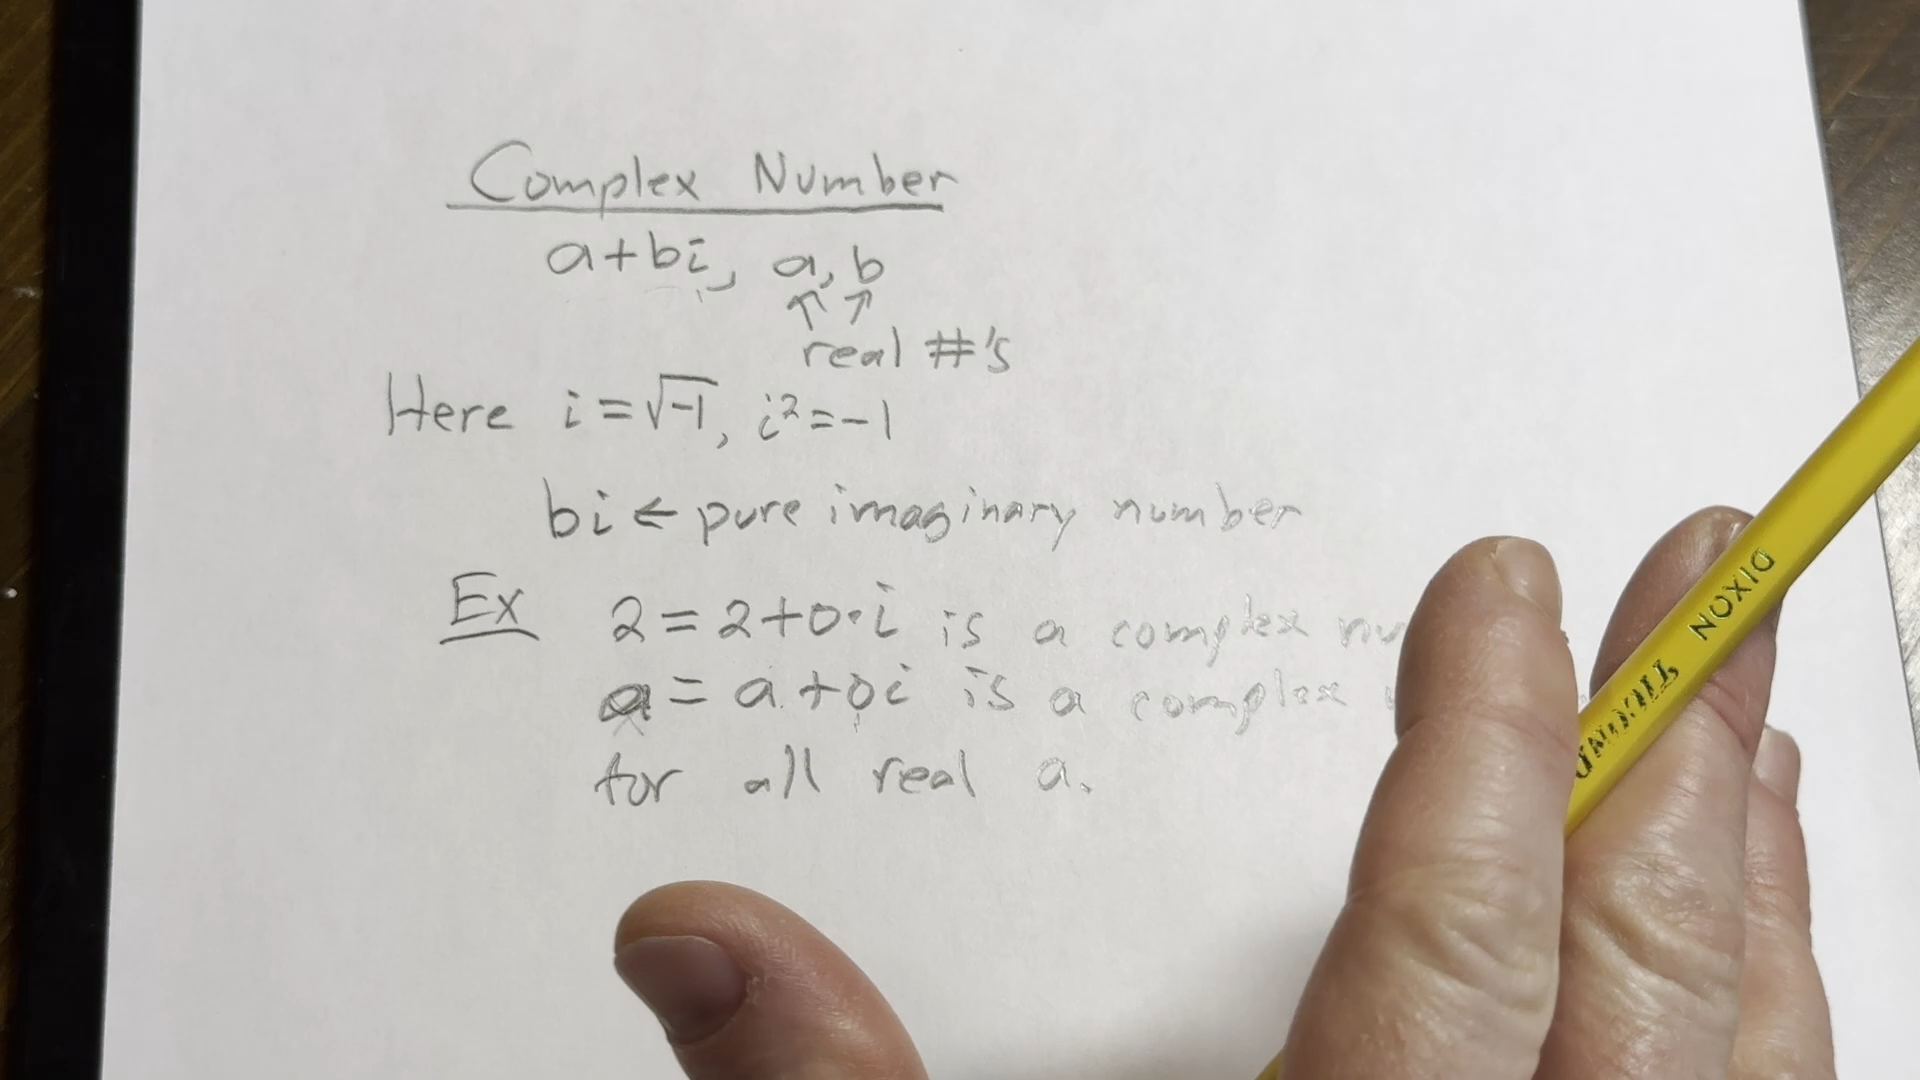 Complex Number
a+bi, a, b
↑ ↗
real #'s
Here i=√-1, i²=-1
bi ← pure imaginary number
Ex 2=2+0·i is a complex nu
a=a+0i is a complex
for all real a.
DIXON